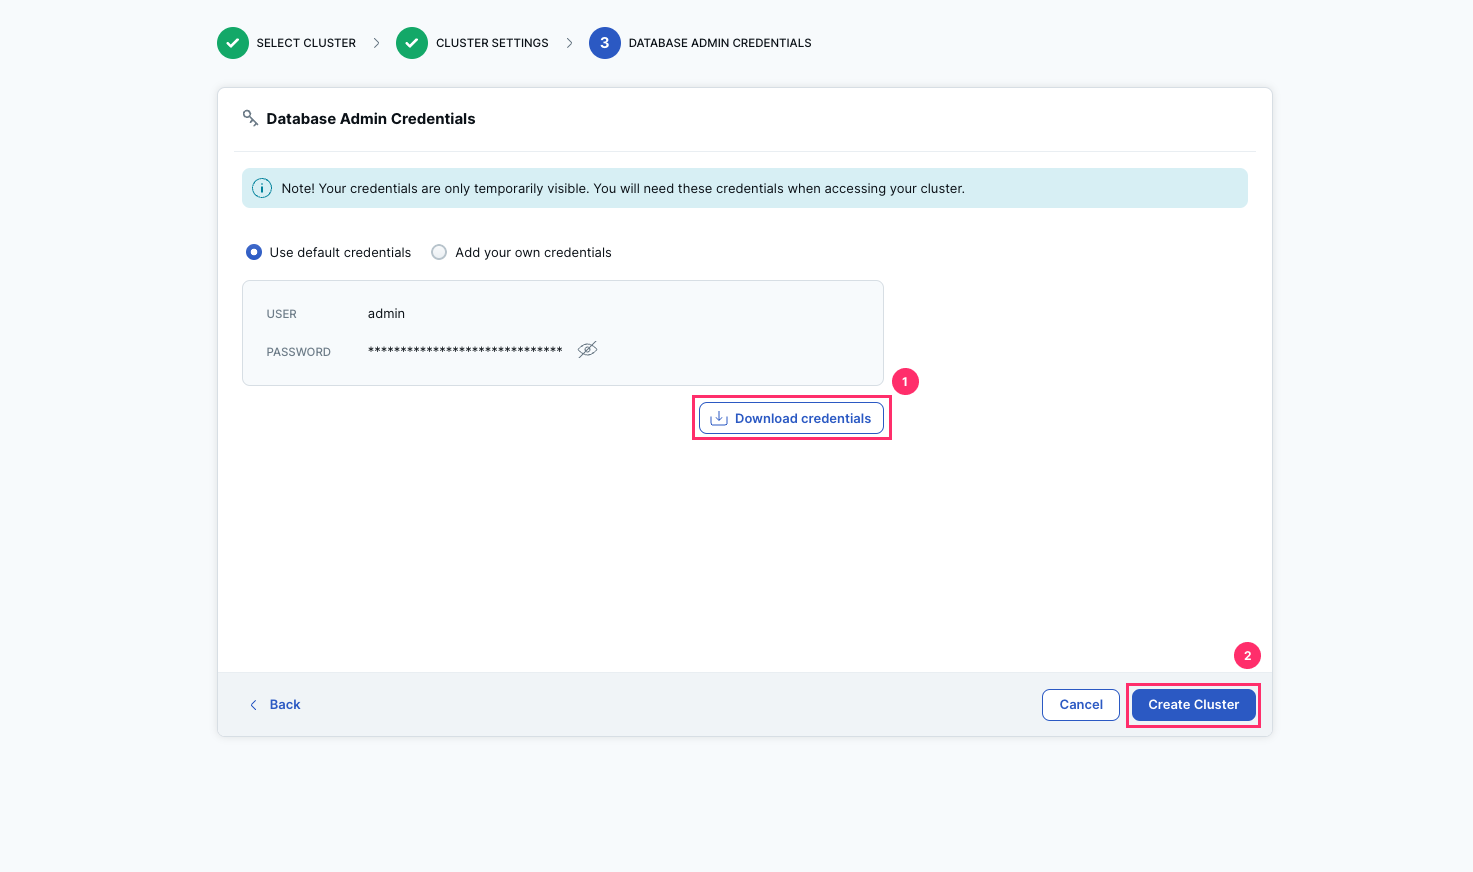 SELECT CLUSTER > CLUSTER SETTINGS > 3 DATABASE ADMIN CREDENTIALS
Database Admin Credentials
Note! Your credentials are only temporarily visible. You will need these credentials when accessing your cluster.
Use default credentials Add your own credentials
USER admin
PASSWORD ******************************
1
Download credentials
2
Back Cancel Create Cluster